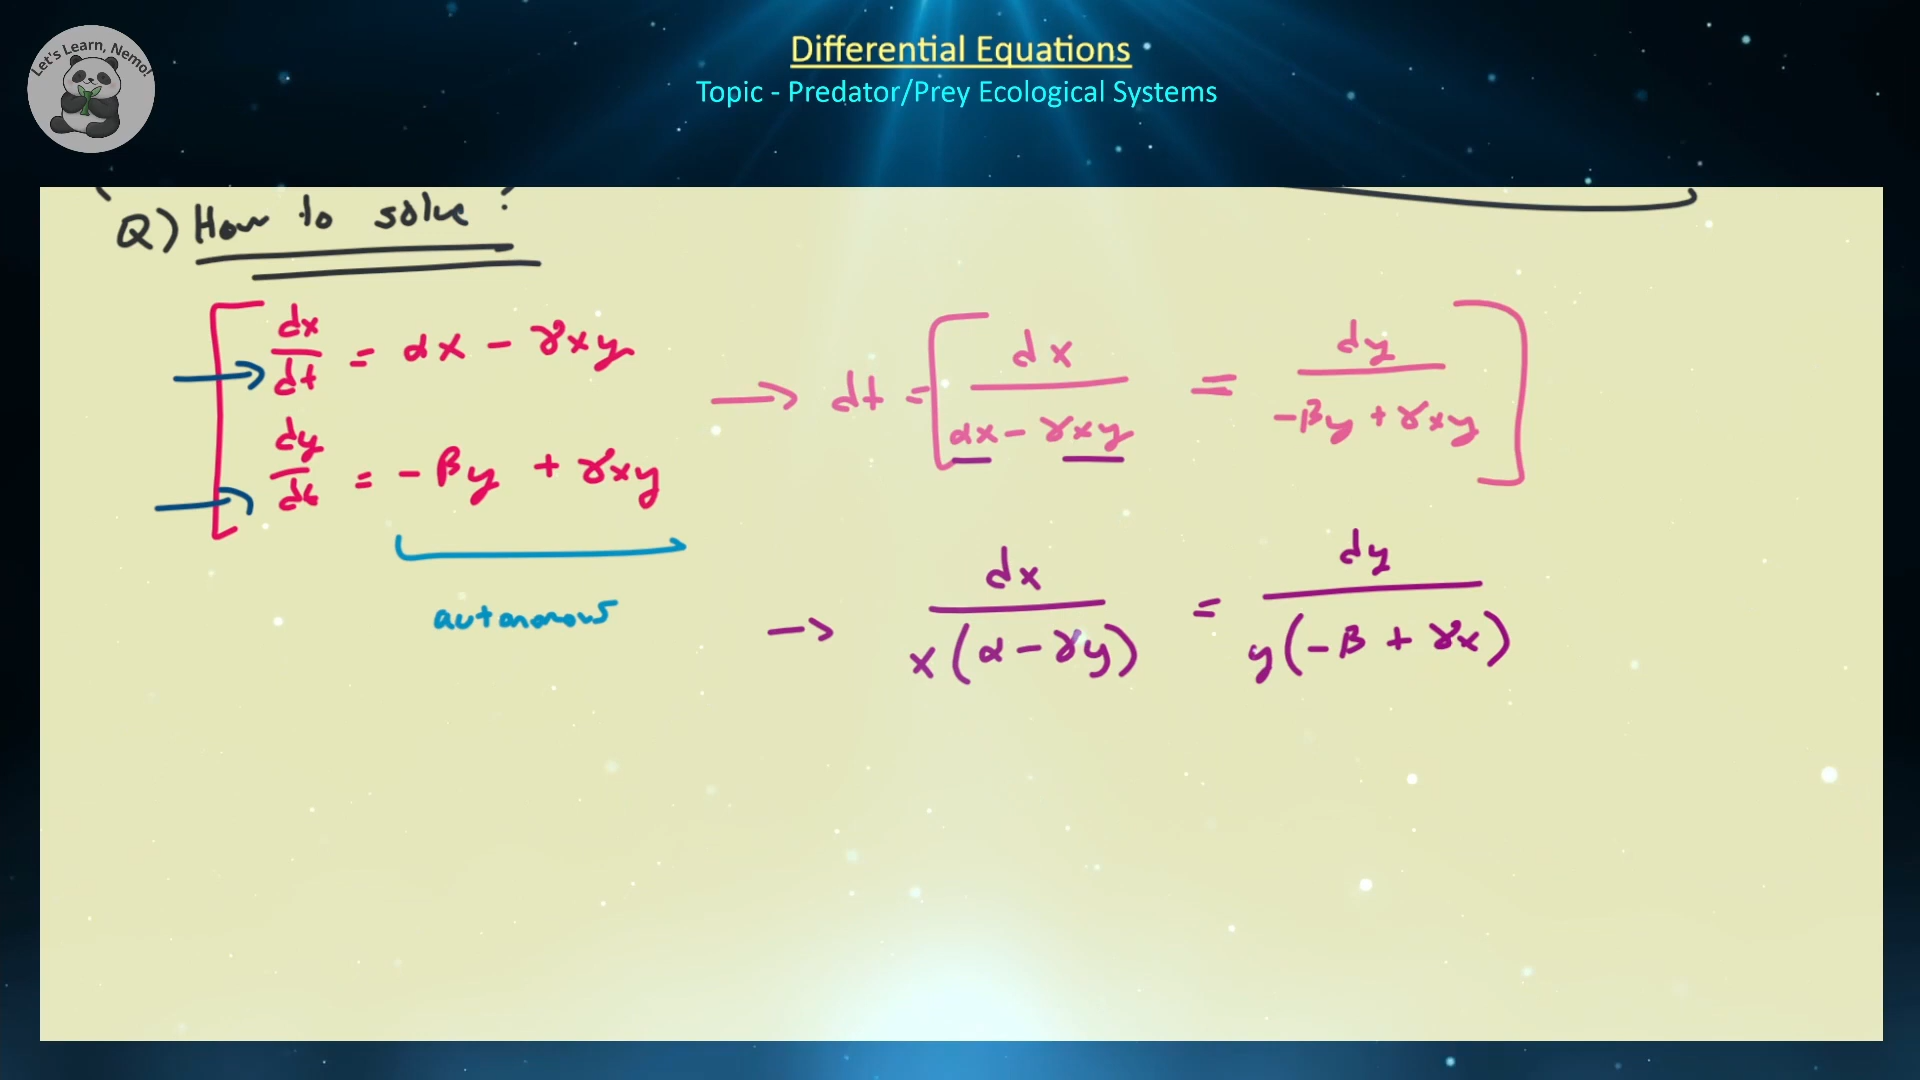 Let's Learn, Nemo!
Differential Equations
Topic - Predator/Prey Ecological Systems
Q) How to solve?
dx/dt = αx - γxy
→ dt = [ dx/(αx - γxy) = dy/(-βy + γxy) ]
dy/dt = -βy + γxy
autonomous
→ dx/(x(α - γy)) = dy/(y(-β + γx))